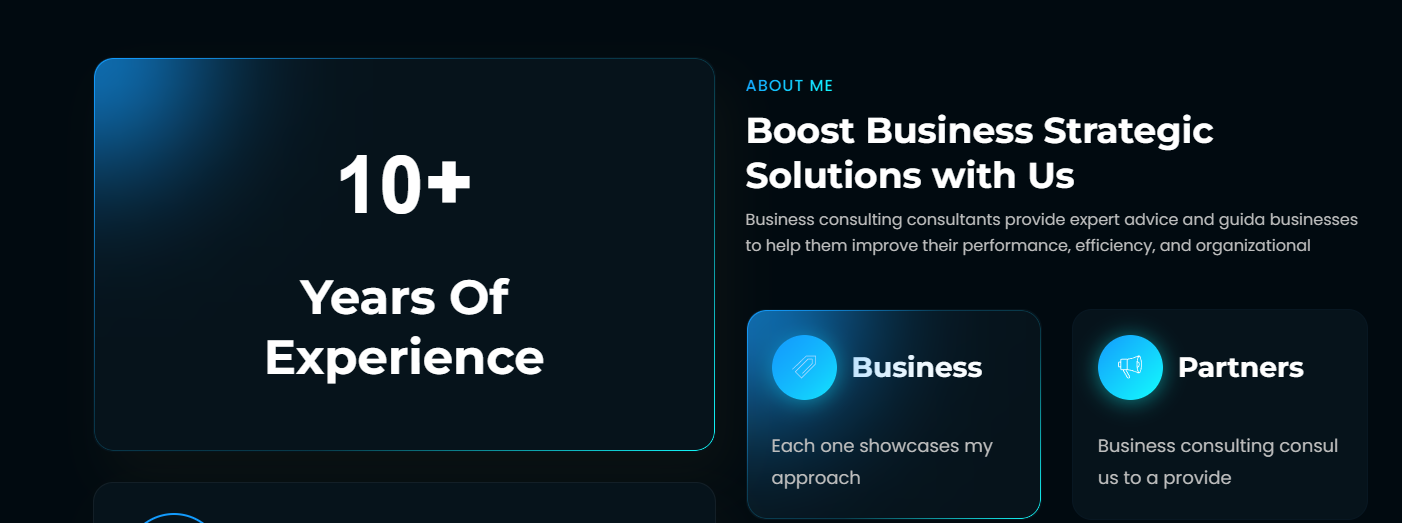 10+
Years Of
Experience
ABOUT ME
Boost Business Strategic
Solutions with Us
Business consulting consultants provide expert advice and guida businesses
to help them improve their performance, efficiency, and organizational
Business
Each one showcases my
approach
Partners
Business consulting consul
us to a provide